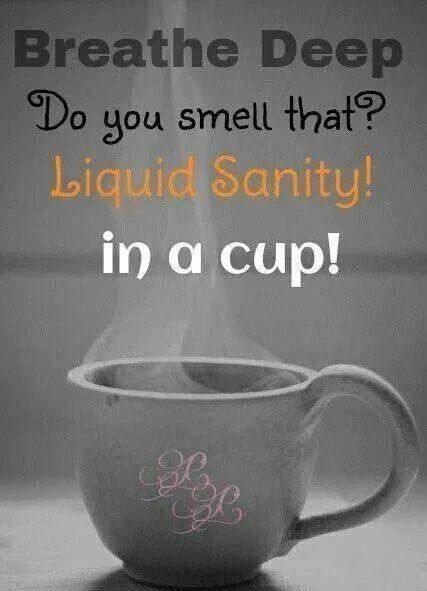 Breathe Deep
Do you smell that?
Liquid Sanity!
in a cup!